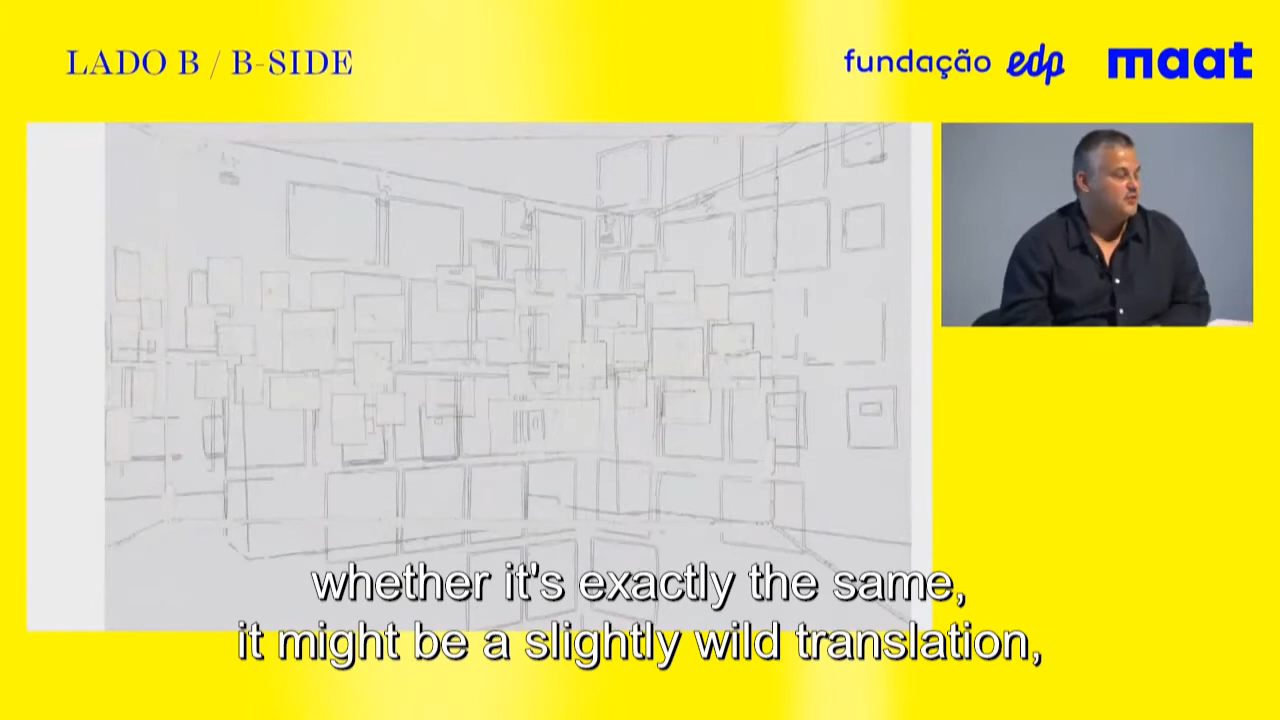 LADO B / B-SIDE
fundação edp maat
whether it's exactly the same,
it might be a slightly wild translation,